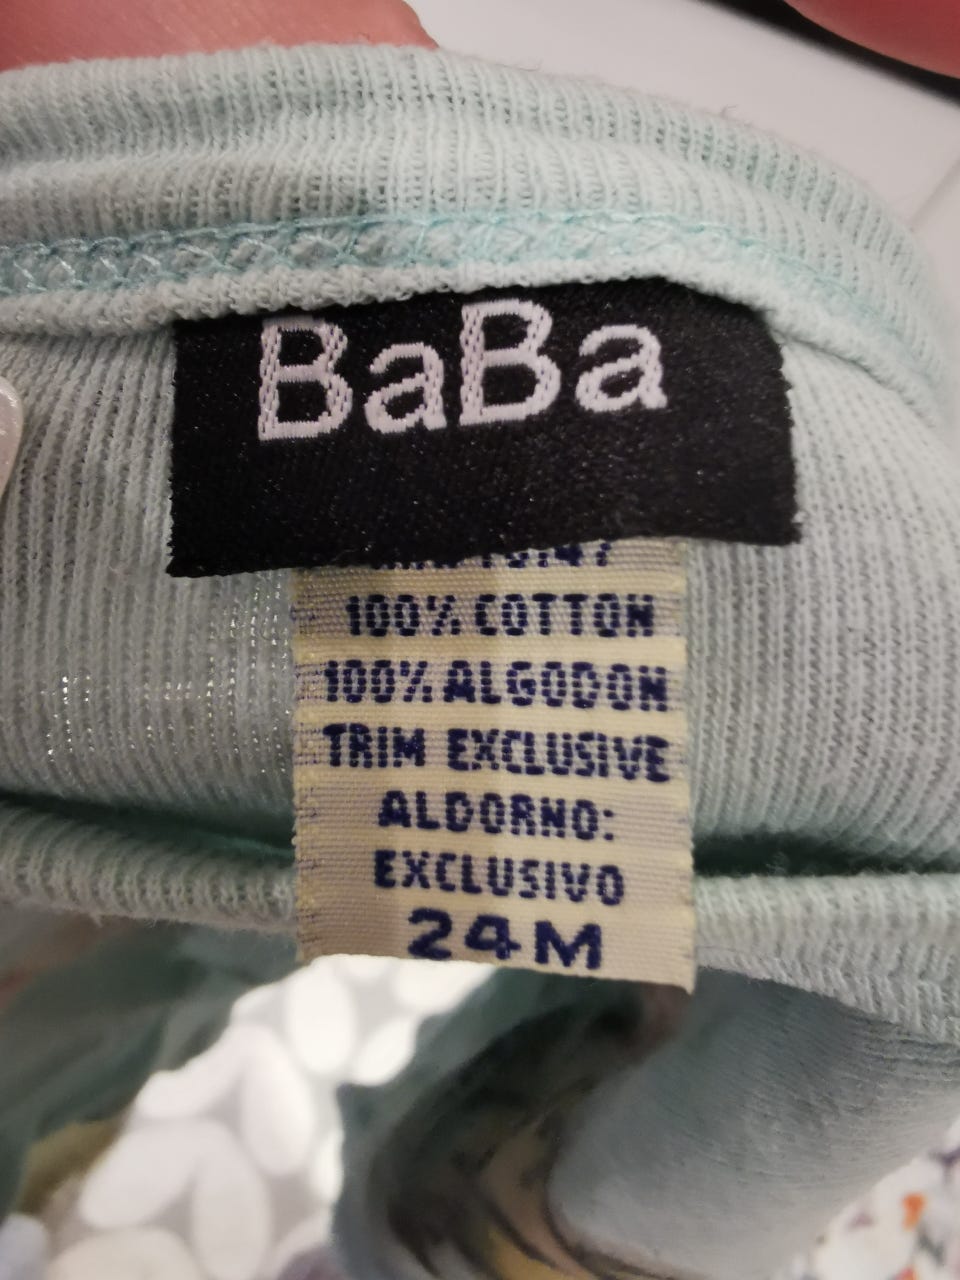 BaBa
100% COTTON
100% ALGODON
TRIM EXCLUSIVE
ALDORNO:
EXCLUSIVO
24M